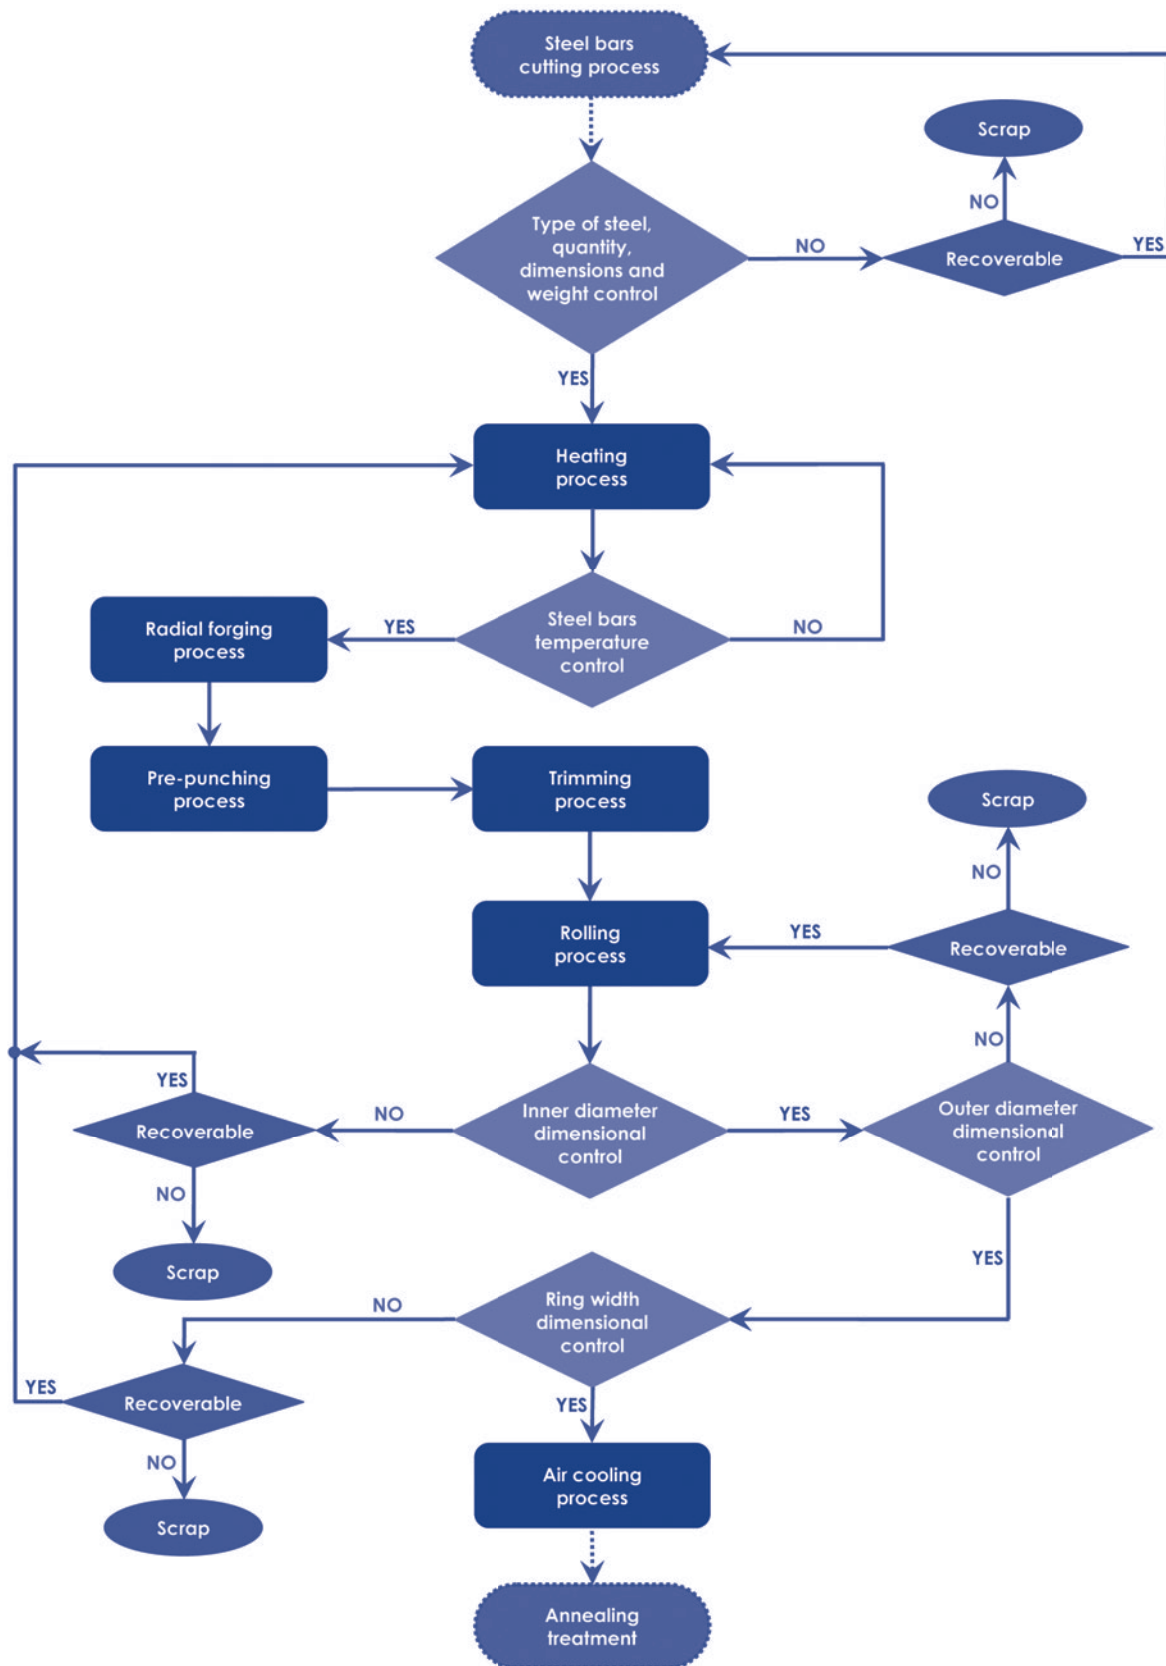 Steel bars
cutting process
Scrap
NO
Type of steel,
quantity,
dimensions and
weight control
NO
Recoverable
YES
YES
Heating
process
Radial forging
process
YES
Steel bars
temperature
control
NO
Pre-punching
process
Trimming
process
Scrap
NO
Rolling
process
YES
Recoverable
NO
YES
Recoverable
NO
Inner diameter
dimensional
control
YES
Outer diameter
dimensional
control
NO
Scrap
YES
NO
Ring width
dimensional
control
YES
Recoverable
YES
NO
Scrap
Air cooling
process
Annealing
treatment